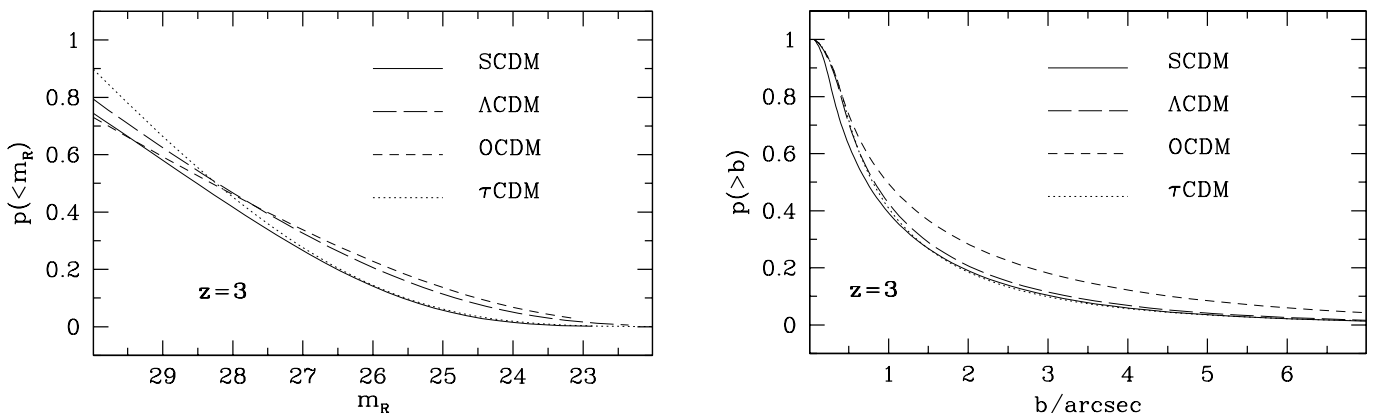 1
0.8
0.6
0.4
0.2
0
p(<m_R)
SCDM
ΛCDM
OCDM
τCDM
z=3
29 28 27 26 25 24 23
m_R
1
0.8
0.6
0.4
0.2
0
p(>b)
SCDM
ΛCDM
OCDM
τCDM
z=3
1 2 3 4 5 6
b/arcsec